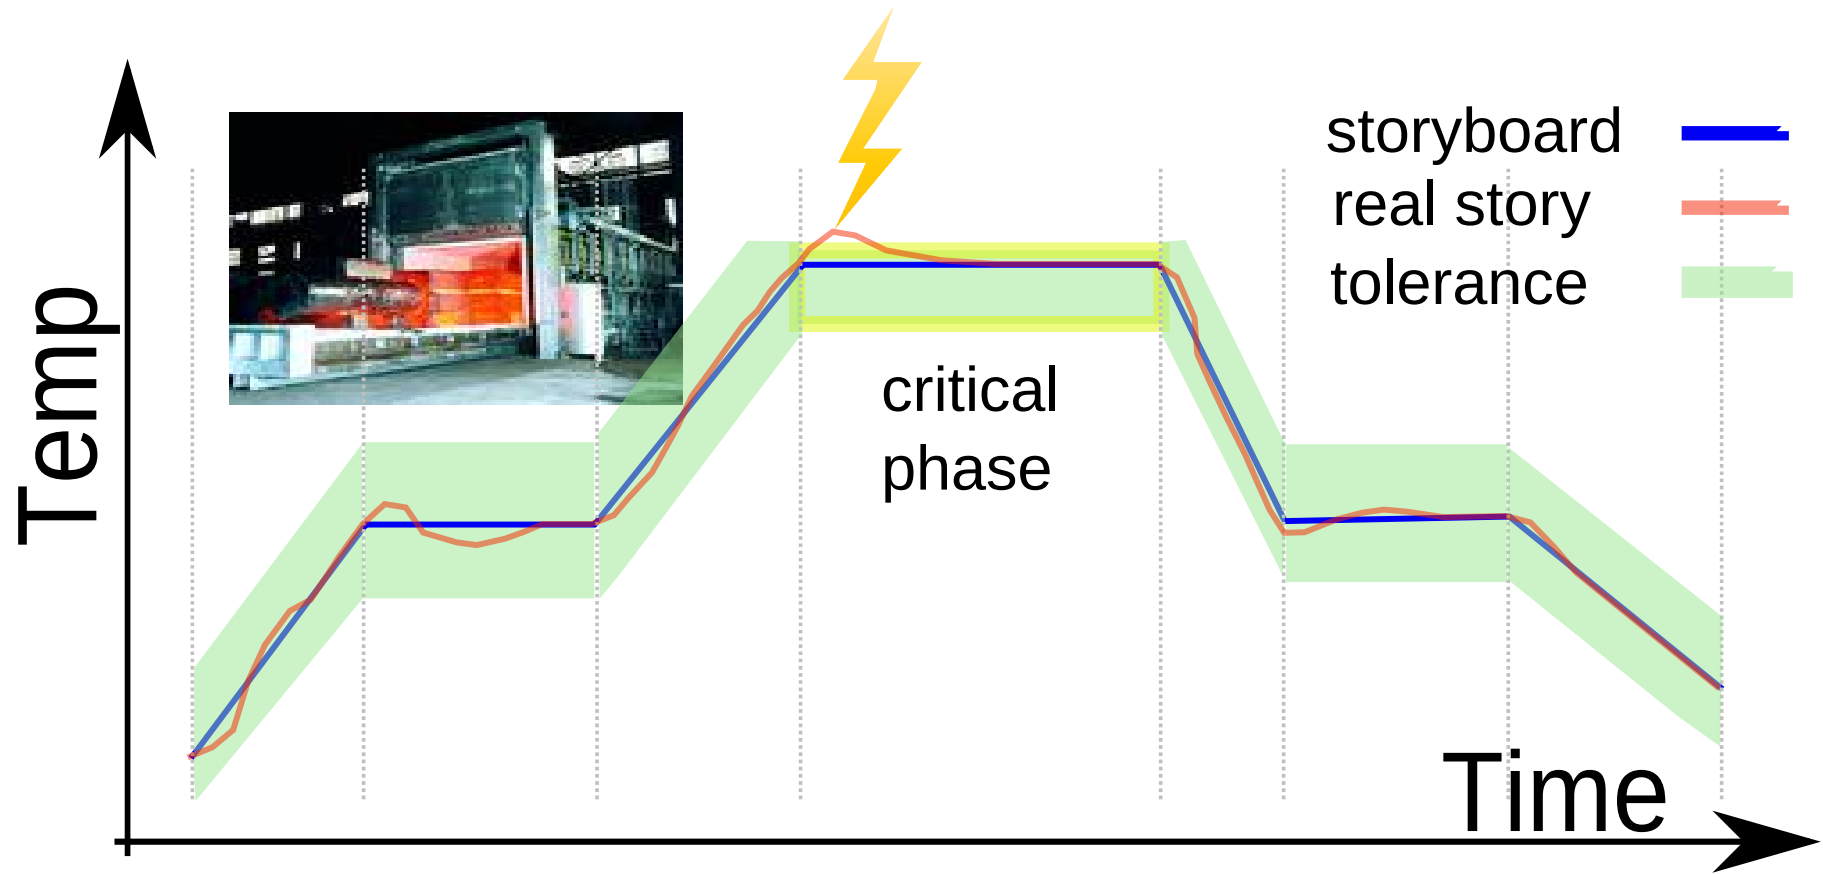 Temp
storyboard
real story
tolerance
critical
phase
Time